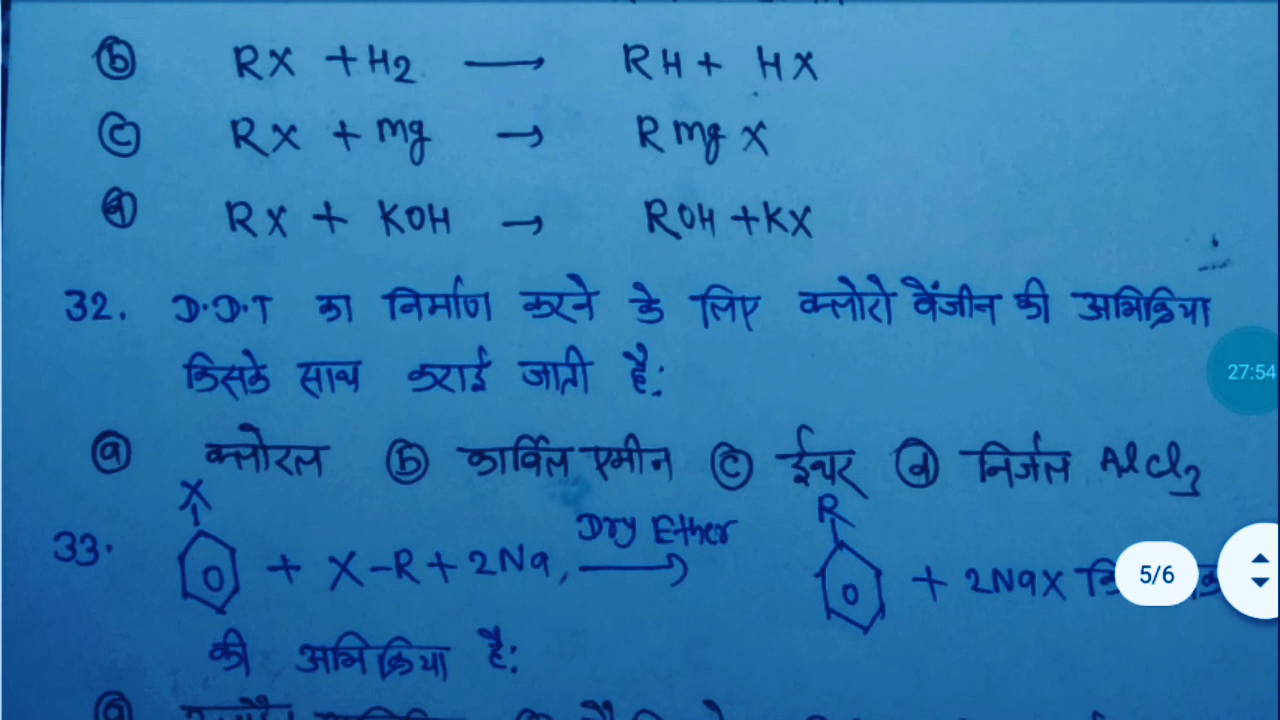 ⓑ RX + H2 ⟶ RH + HX
ⓒ RX + Mg → RMgX
ⓓ RX + KOH → ROH + KX
32. D.D.T का निर्माण करने के लिए क्लोरो बेंजीन की अभिक्रिया
किसके साथ कराई जाती है:
27:54
ⓐ क्लोरल ⓑ कार्बिल एमीन ⓒ ईथर ⓓ निर्जल AlCl3
X R
33. + X-R + 2Na, Dry Ether ⟶ + 2NaX
5/6
की अभिक्रिया है:
ⓐ